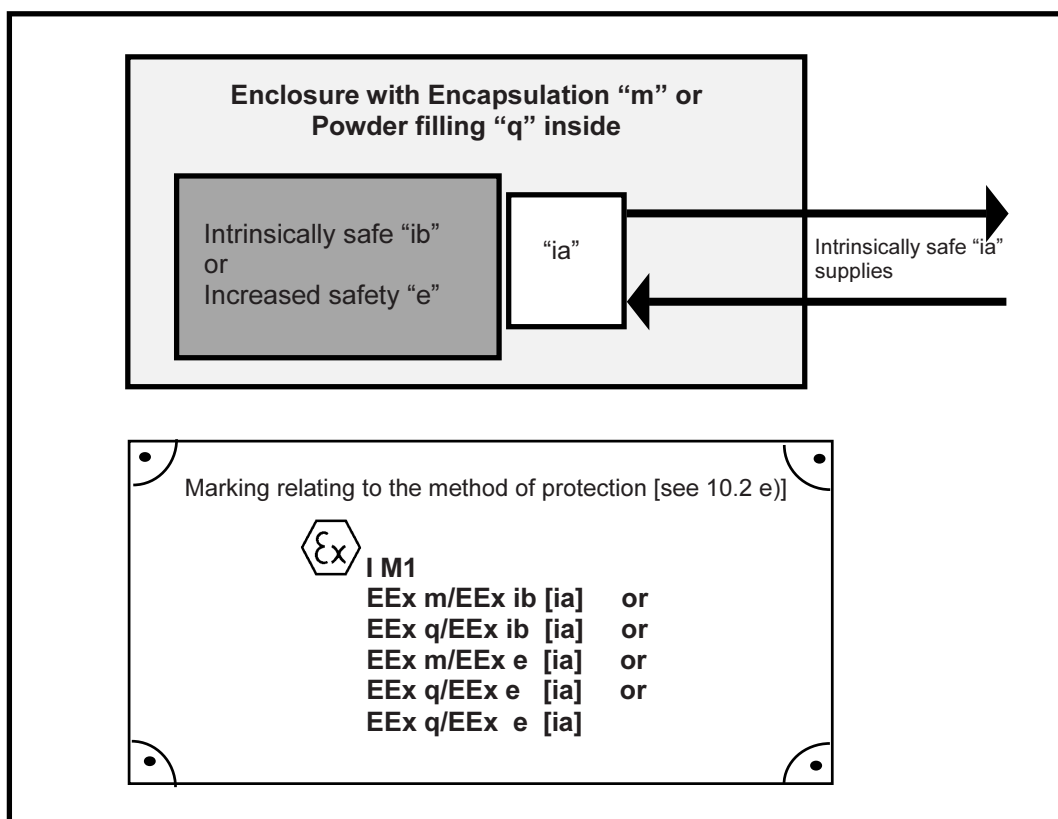 Enclosure with Encapsulation “m” or
Powder filling “q” inside
Intrinsically safe “ib”
or
Increased safety “e”
“ia”
Intrinsically safe “ia”
supplies
Marking relating to the method of protection [see 10.2 e)]
Ex
I M1
EEx m/EEx ib [ia] or
EEx q/EEx ib [ia] or
EEx m/EEx e [ia] or
EEx q/EEx e [ia] or
EEx q/EEx e [ia]